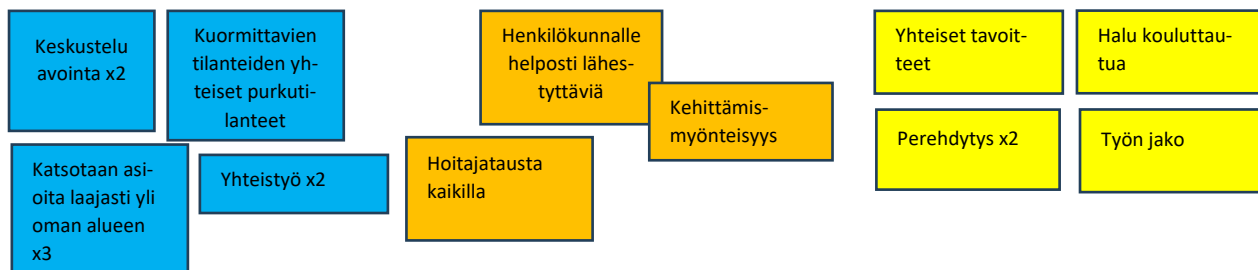 Keskustelu
avointa x2
Kuormittavien
tilanteiden yh-
teiset purkuti-
lanteet
Katsotaan asi-
oita laajasti yli
oman alueen
x3
Yhteistyö x2
Henkilökunnalle
helposti lähes-
tyttäviä
Kehittämis-
myönteisyys
Hoitajatausta
kaikilla
Yhteiset tavoit-
teet
Halu kouluttau-
tua
Perehdytys x2
Työn jako